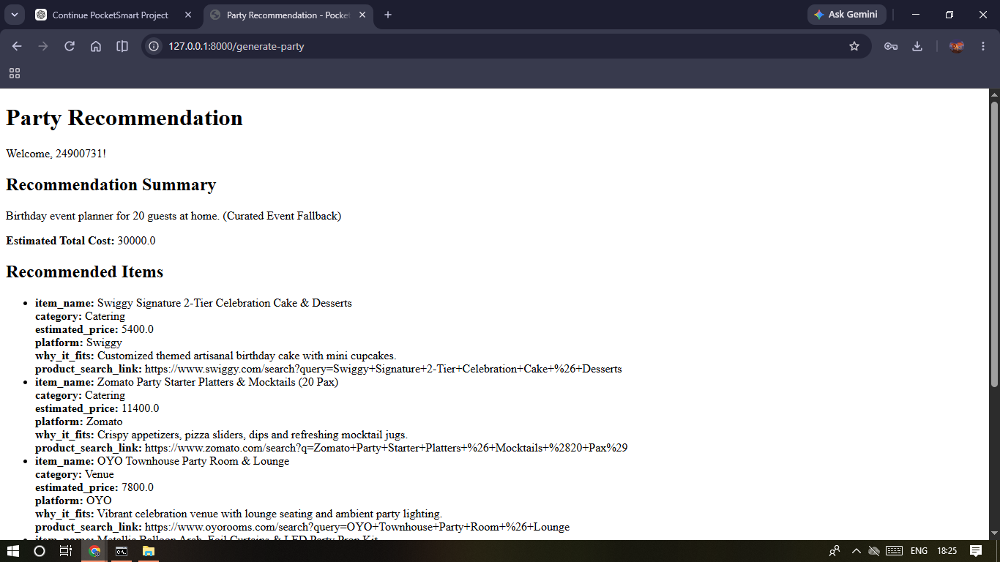 Continue PocketSmart Project
Party Recommendation - Pocket
Ask Gemini
127.0.0.1:8000/generate-party
Party Recommendation
Welcome, 24900731!
Recommendation Summary
Birthday event planner for 20 guests at home. (Curated Event Fallback)
Estimated Total Cost: 30000.0
Recommended Items
item_name: Swiggy Signature 2-Tier Celebration Cake & Desserts
category: Catering
estimated_price: 5400.0
platform: Swiggy
why_it_fits: Customized themed artisanal birthday cake with mini cupcakes.
product_search_link: https://www.swiggy.com/search?query=Swiggy+Signature+2-Tier+Celebration+Cake+%26+Desserts
item_name: Zomato Party Starter Platters & Mocktails (20 Pax)
category: Catering
estimated_price: 11400.0
platform: Zomato
why_it_fits: Crispy appetizers, pizza sliders, dips and refreshing mocktail jugs.
product_search_link: https://www.zomato.com/search?q=Zomato+Party+Starter+Platters+%26+Mocktails+%2820+Pax%29
item_name: OYO Townhouse Party Room & Lounge
category: Venue
estimated_price: 7800.0
platform: OYO
why_it_fits: Vibrant celebration venue with lounge seating and ambient party lighting.
product_search_link: https://www.oyorooms.com/search?query=OYO+Townhouse+Party+Room+%26+Lounge
item_name: Metallic Balloon Arch, Foil Curtains & LED Party Prop Kit
ENG
18:25